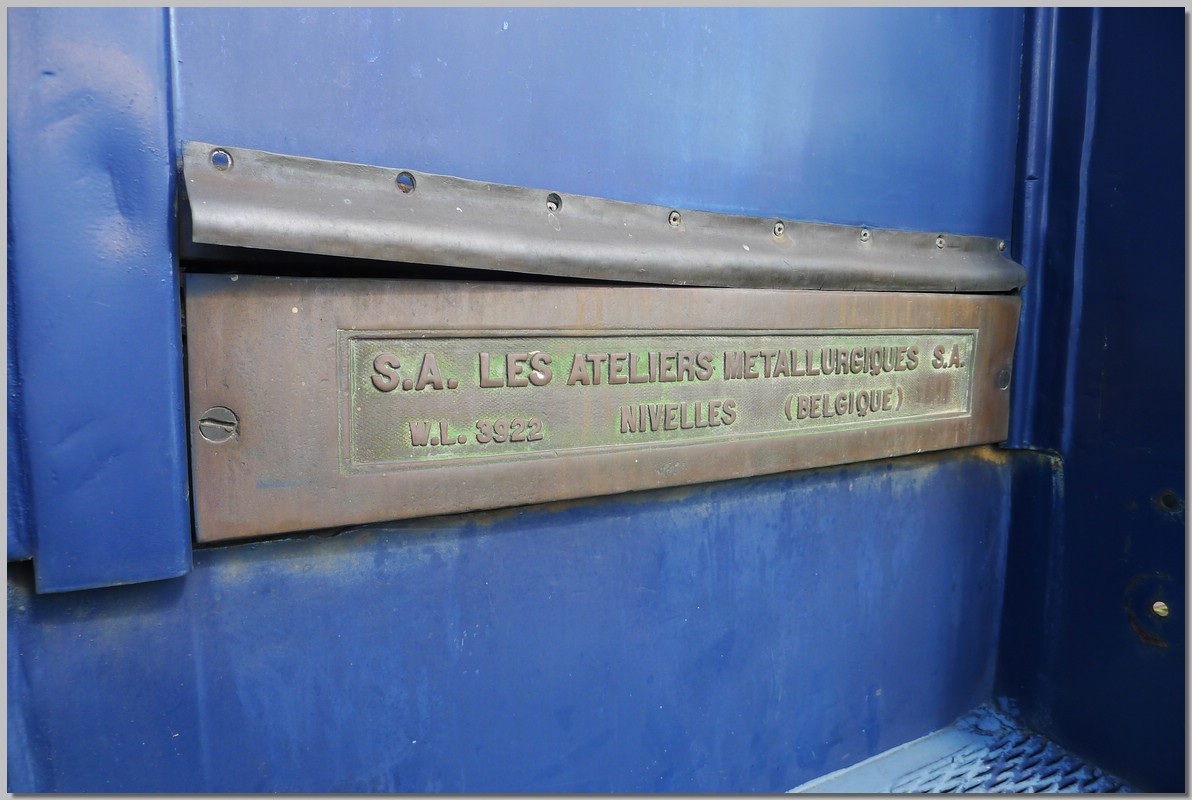 S.A. LES ATELIERS METALLURGIQUES S.A.
W.L. 3922 NIVELLES (BELGIQUE)